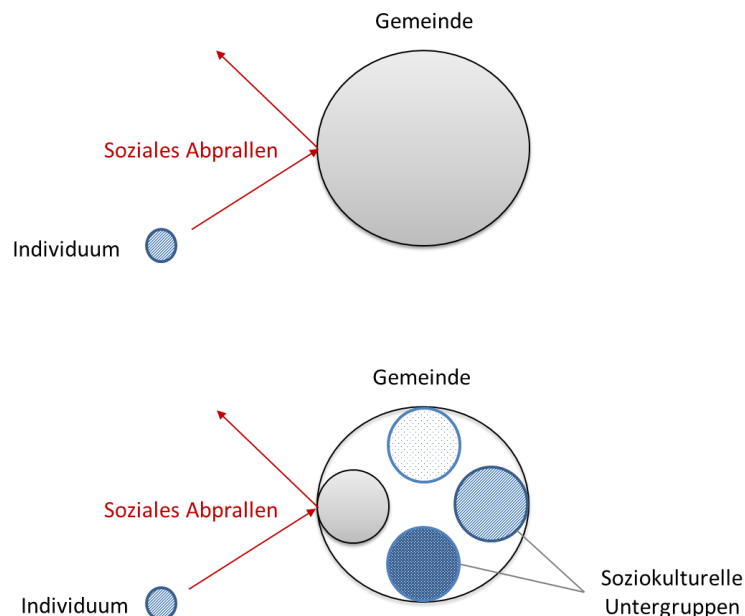 Gemeinde
Soziales Abprallen
Individuum
Gemeinde
Soziales Abprallen
Individuum
Soziokulturelle
Untergruppen